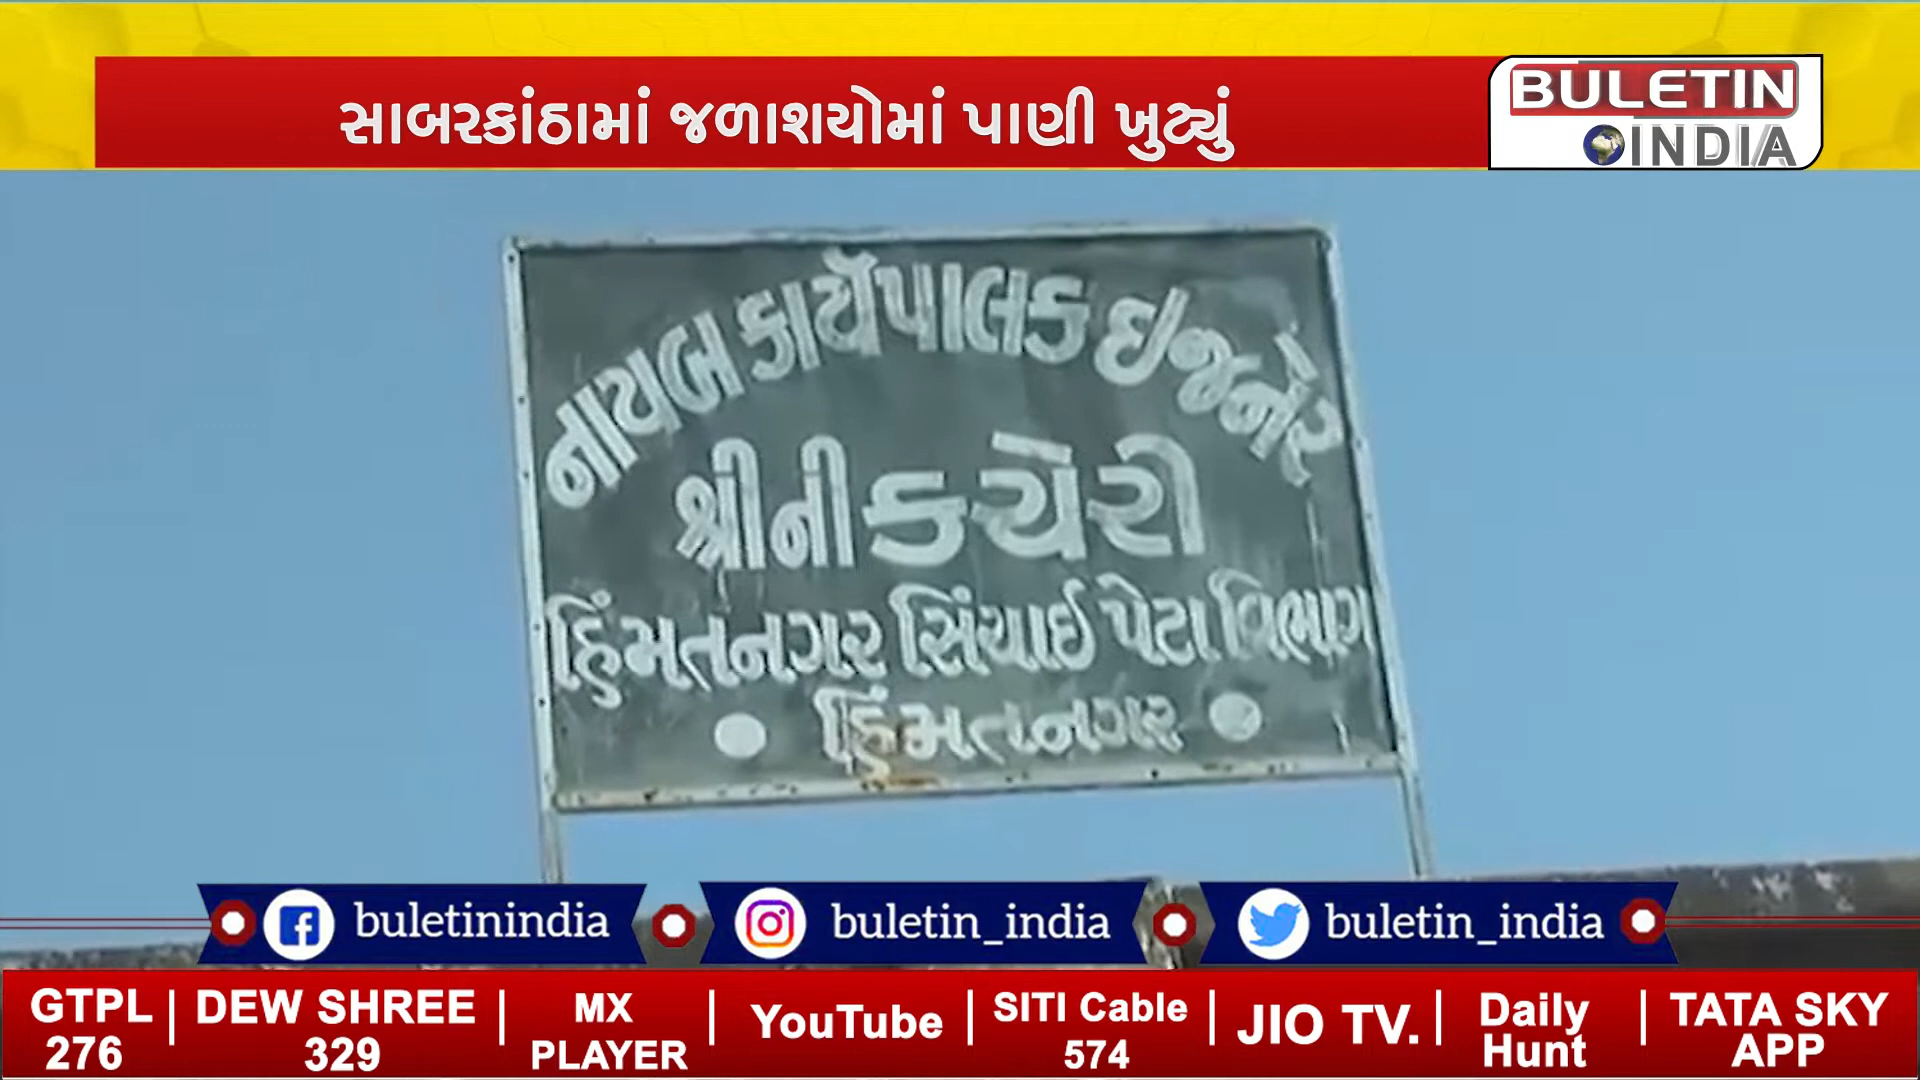 સાબરકાંઠામાં જળાશયોમાં પાણી ખુટ્યું
BULETIN
INDIA
નાયબ કાર્યપાલક ઇજનેર
શ્રીની કચેરી
હિંમતનગર સિંચાઈ પેટા વિભાગ
હિંમતનગર
buletinindia
buletin_india
buletin_india
GTPL 276
DEW SHREE 329
MX PLAYER
YouTube
SITI Cable 574
JIO TV.
Daily Hunt
TATA SKY APP